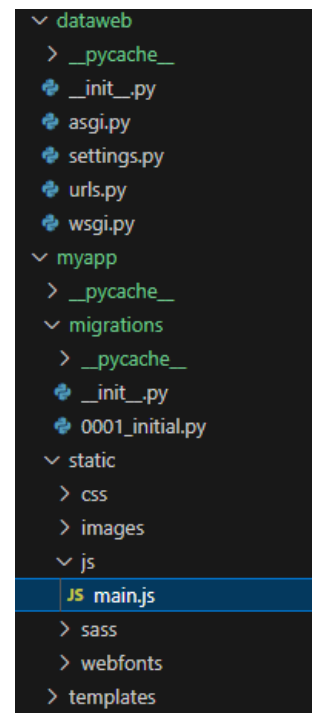 dataweb
__pycache__
__init__.py
asgi.py
settings.py
urls.py
wsgi.py
myapp
__pycache__
migrations
__pycache__
__init__.py
0001_initial.py
static
css
images
js
JS main.js
sass
webfonts
templates